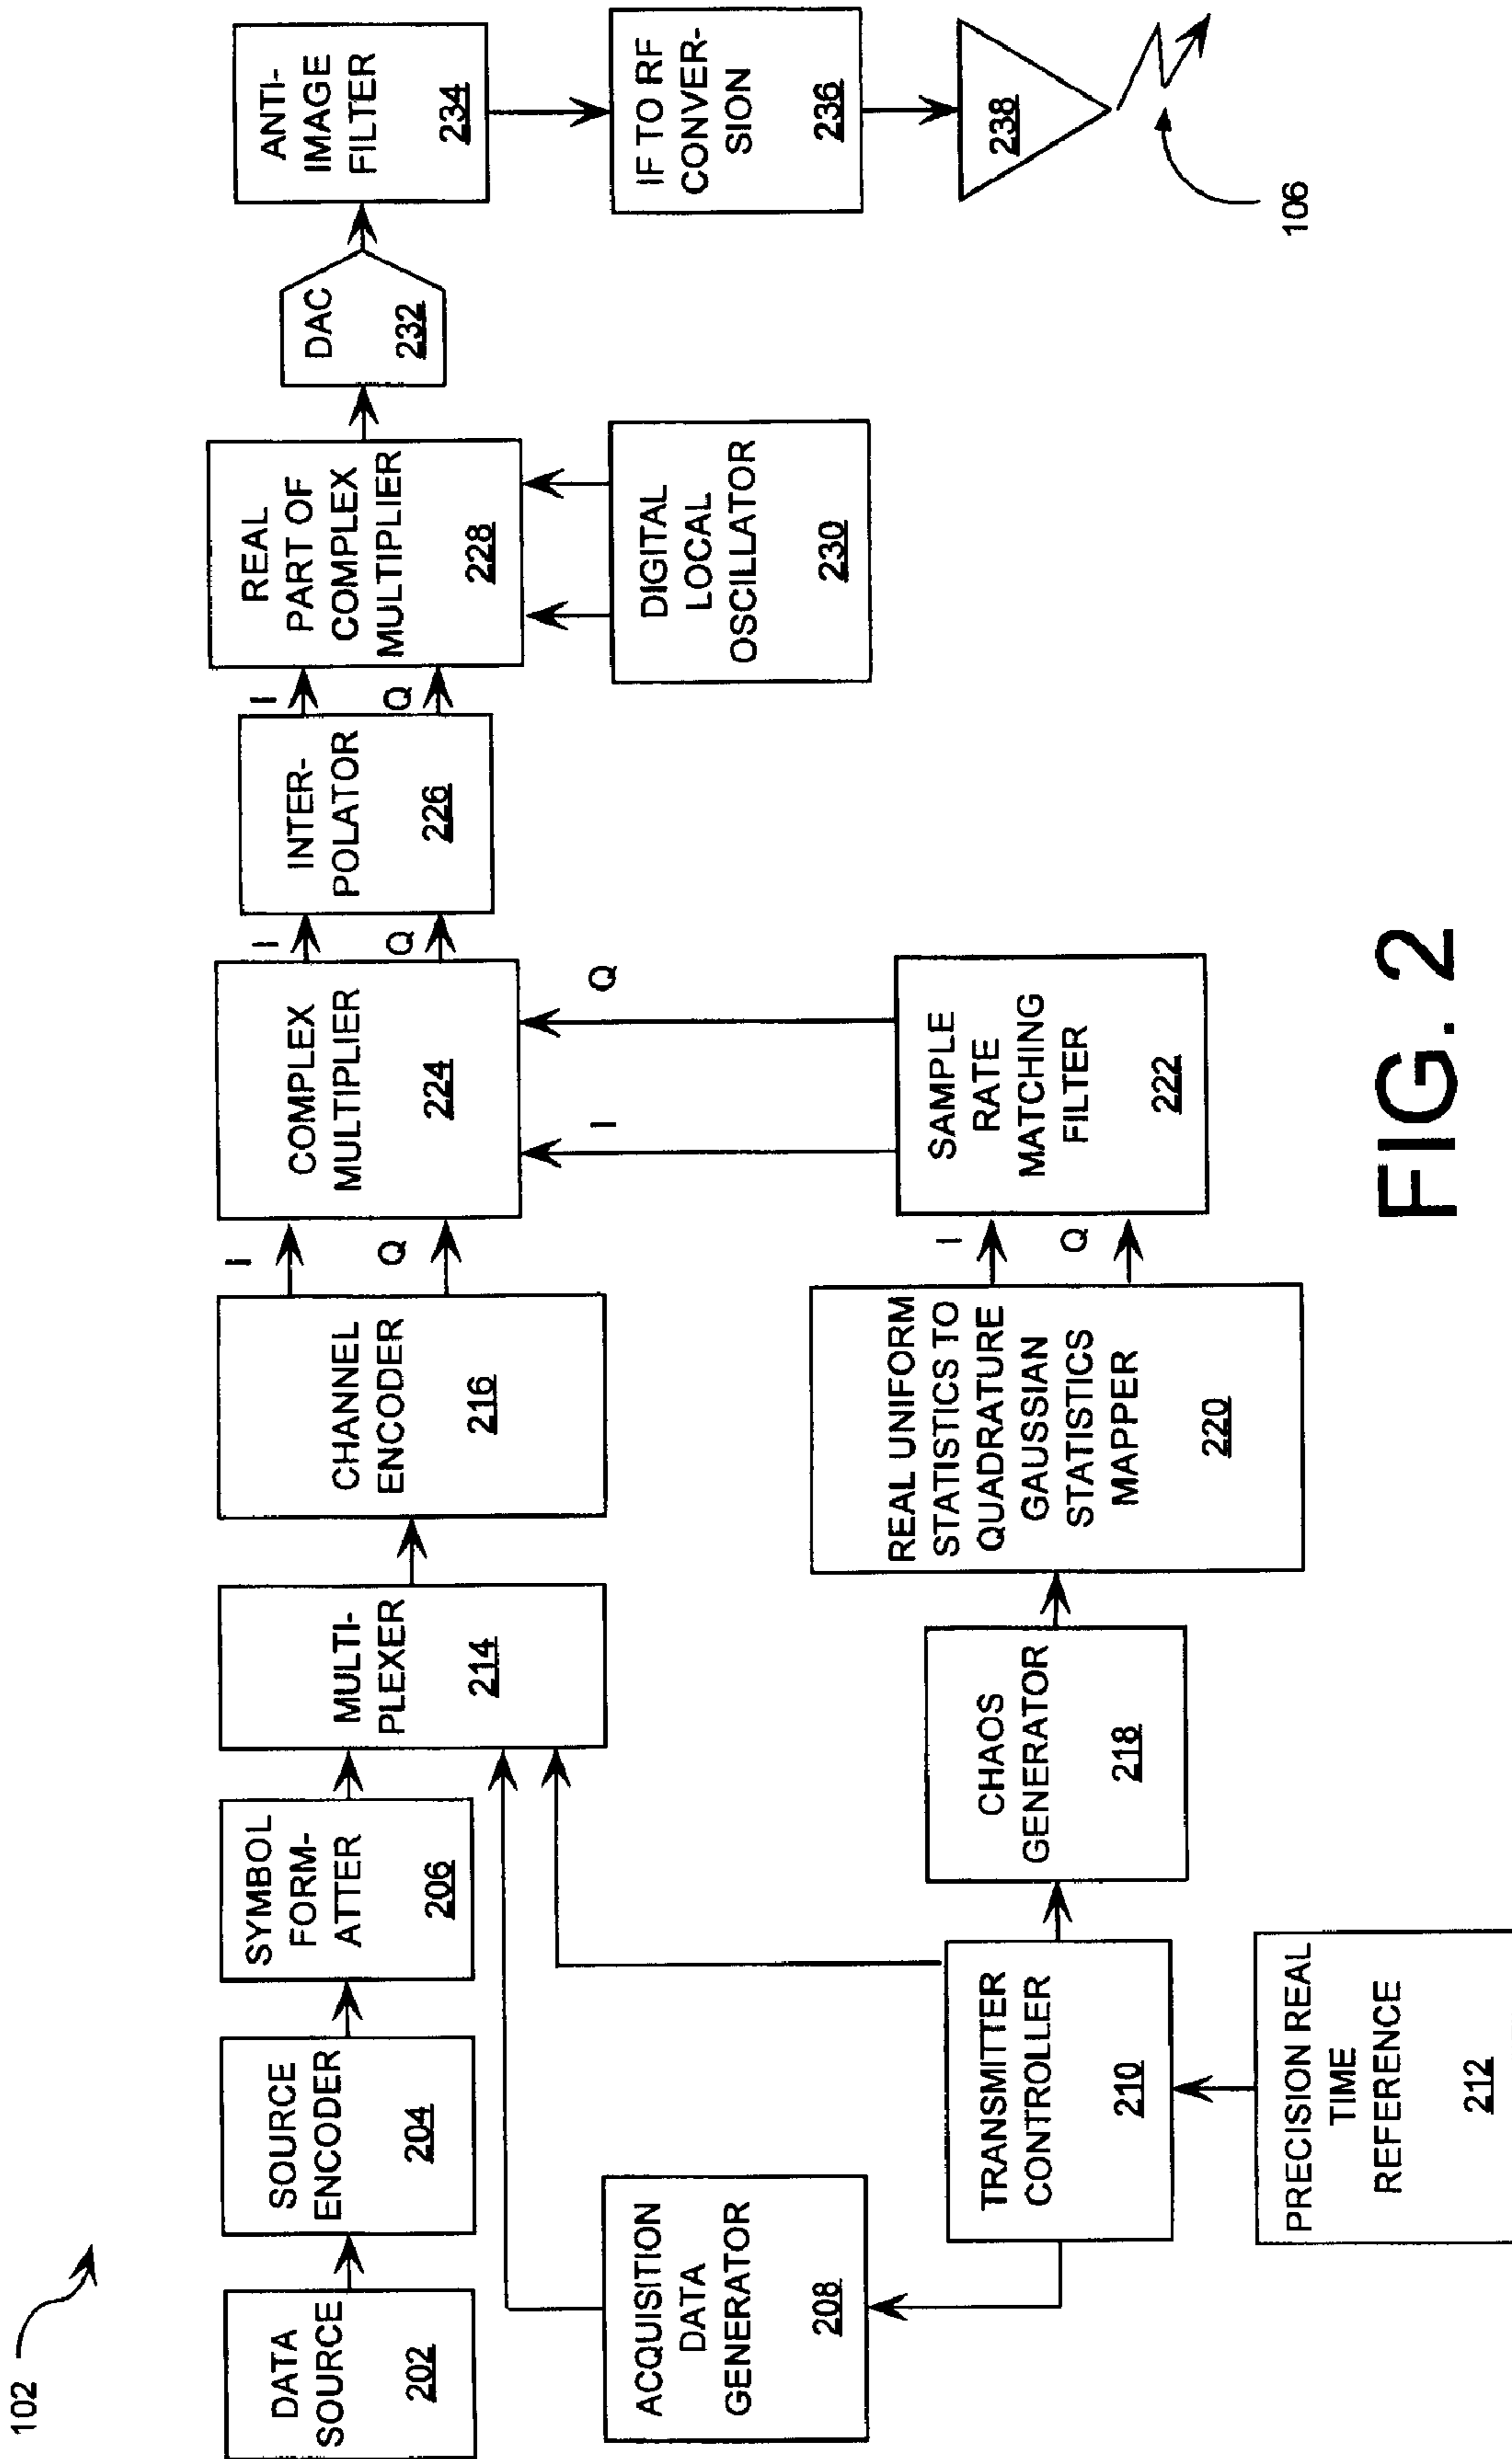 102
DATA
SOURCE
202
SOURCE
ENCODER
204
SYMBOL
FORM-
ATTER
206
MULTI-
PLEXER
214
CHANNEL
ENCODER
216
I
Q
COMPLEX
MULTIPLIER
224
I
Q
INTER-
POLATOR
226
I
Q
REAL
PART OF
COMPLEX
MULTIPLIER
228
DAC
232
ANTI-
IMAGE
FILTER
234
ACQUISITION
DATA
GENERATOR
208
TRANSMITTER
CONTROLLER
210
PRECISION REAL
TIME
REFERENCE
212
CHAOS
GENERATOR
218
REAL UNIFORM
STATISTICS TO
QUADRATURE
GAUSSIAN
STATISTICS
MAPPER
220
I
Q
SAMPLE
RATE
MATCHING
FILTER
222
I
Q
DIGITAL
LOCAL
OSCILLATOR
230
IF TO RF
CONVER-
SION
236
238
106
FIG. 2